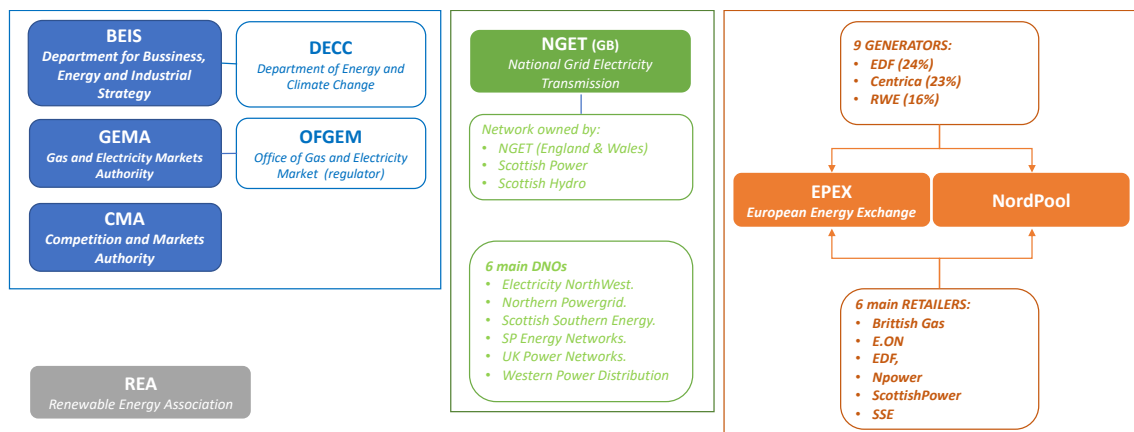 BEIS
Department for Bussiness,
Energy and Industrial
Strategy
DECC
Department of Energy and
Climate Change
GEMA
Gas and Electricity Markets
Authoriity
OFGEM
Office of Gas and Electricity
Market (regulator)
CMA
Competition and Markets
Authority
REA
Renewable Energy Association
NGET (GB)
National Grid Electricity
Transmission
Network owned by:
• NGET (England & Wales)
• Scottish Power
• Scottish Hydro
6 main DNOs
• Electricity NorthWest.
• Northern Powergrid.
• Scottish Southern Energy.
• SP Energy Networks.
• UK Power Networks.
• Western Power Distribution
9 GENERATORS:
• EDF (24%)
• Centrica (23%)
• RWE (16%)
EPEX
European Energy Exchange
NordPool
6 main RETAILERS:
• Brittish Gas
• E.ON
• EDF,
• Npower
• ScottishPower
• SSE